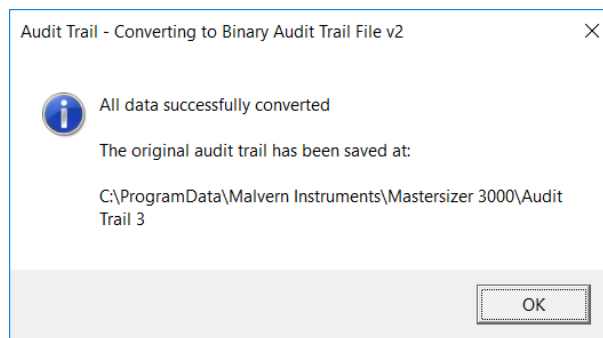 Audit Trail - Converting to Binary Audit Trail File v2
All data successfully converted
The original audit trail has been saved at:
C:\ProgramData\Malvern Instruments\Mastersizer 3000\Audit
Trail 3
OK